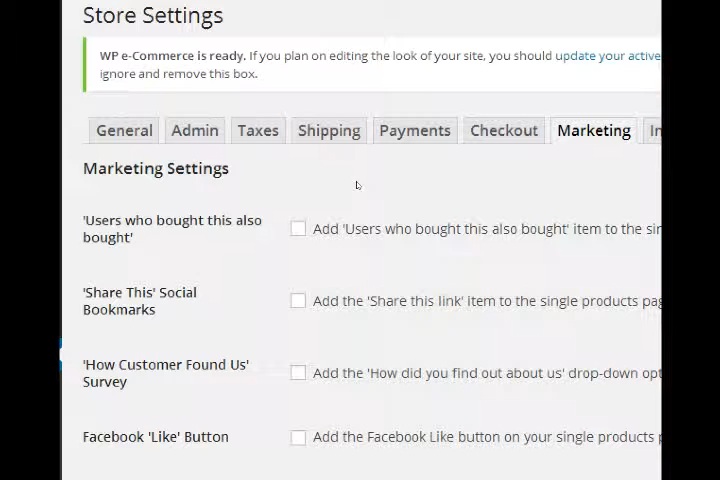 Store Settings
WP e-Commerce is ready. If you plan on editing the look of your site, you should update your active
ignore and remove this box.
General Admin Taxes Shipping Payments Checkout Marketing
Marketing Settings
'Users who bought this also
bought'
Add 'Users who bought this also bought' item to the
'Share This' Social
Bookmarks
Add the 'Share this link' item to the single products
'How Customer Found Us'
Survey
Add the 'How did you find out about us' drop-down
Facebook 'Like' Button
Add the Facebook Like button on your single products